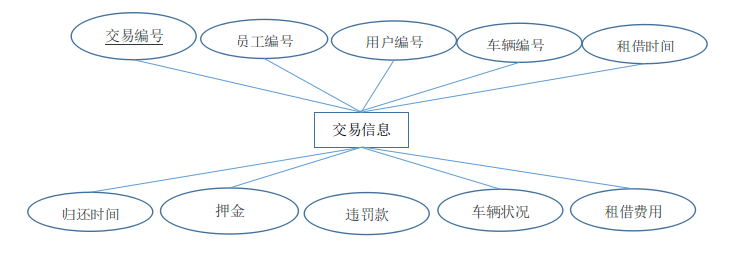 交易编号
员工编号
用户编号
车辆编号
租借时间
交易信息
归还时间
押金
违罚款
车辆状况
租借费用